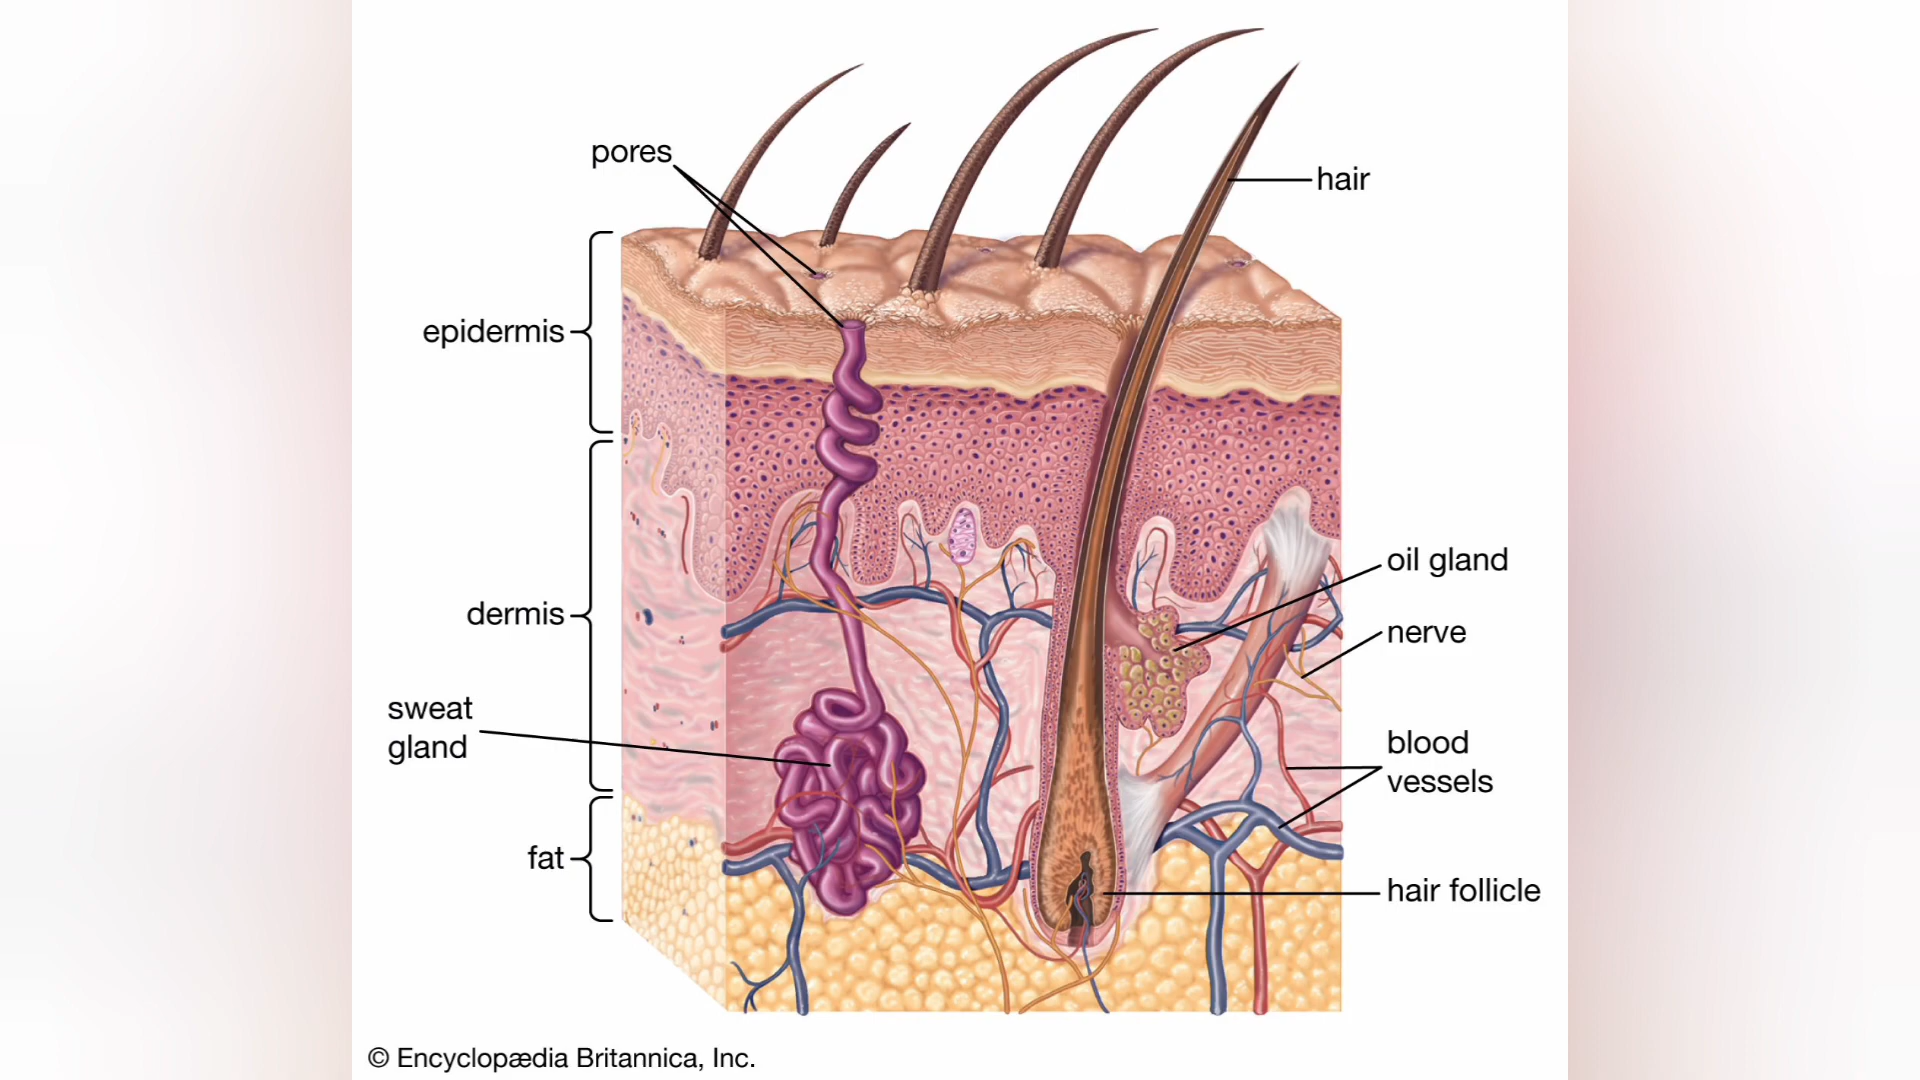 pores
hair
epidermis
oil gland
dermis
nerve
sweat
gland
blood
vessels
fat
hair follicle
© Encyclopædia Britannica, Inc.